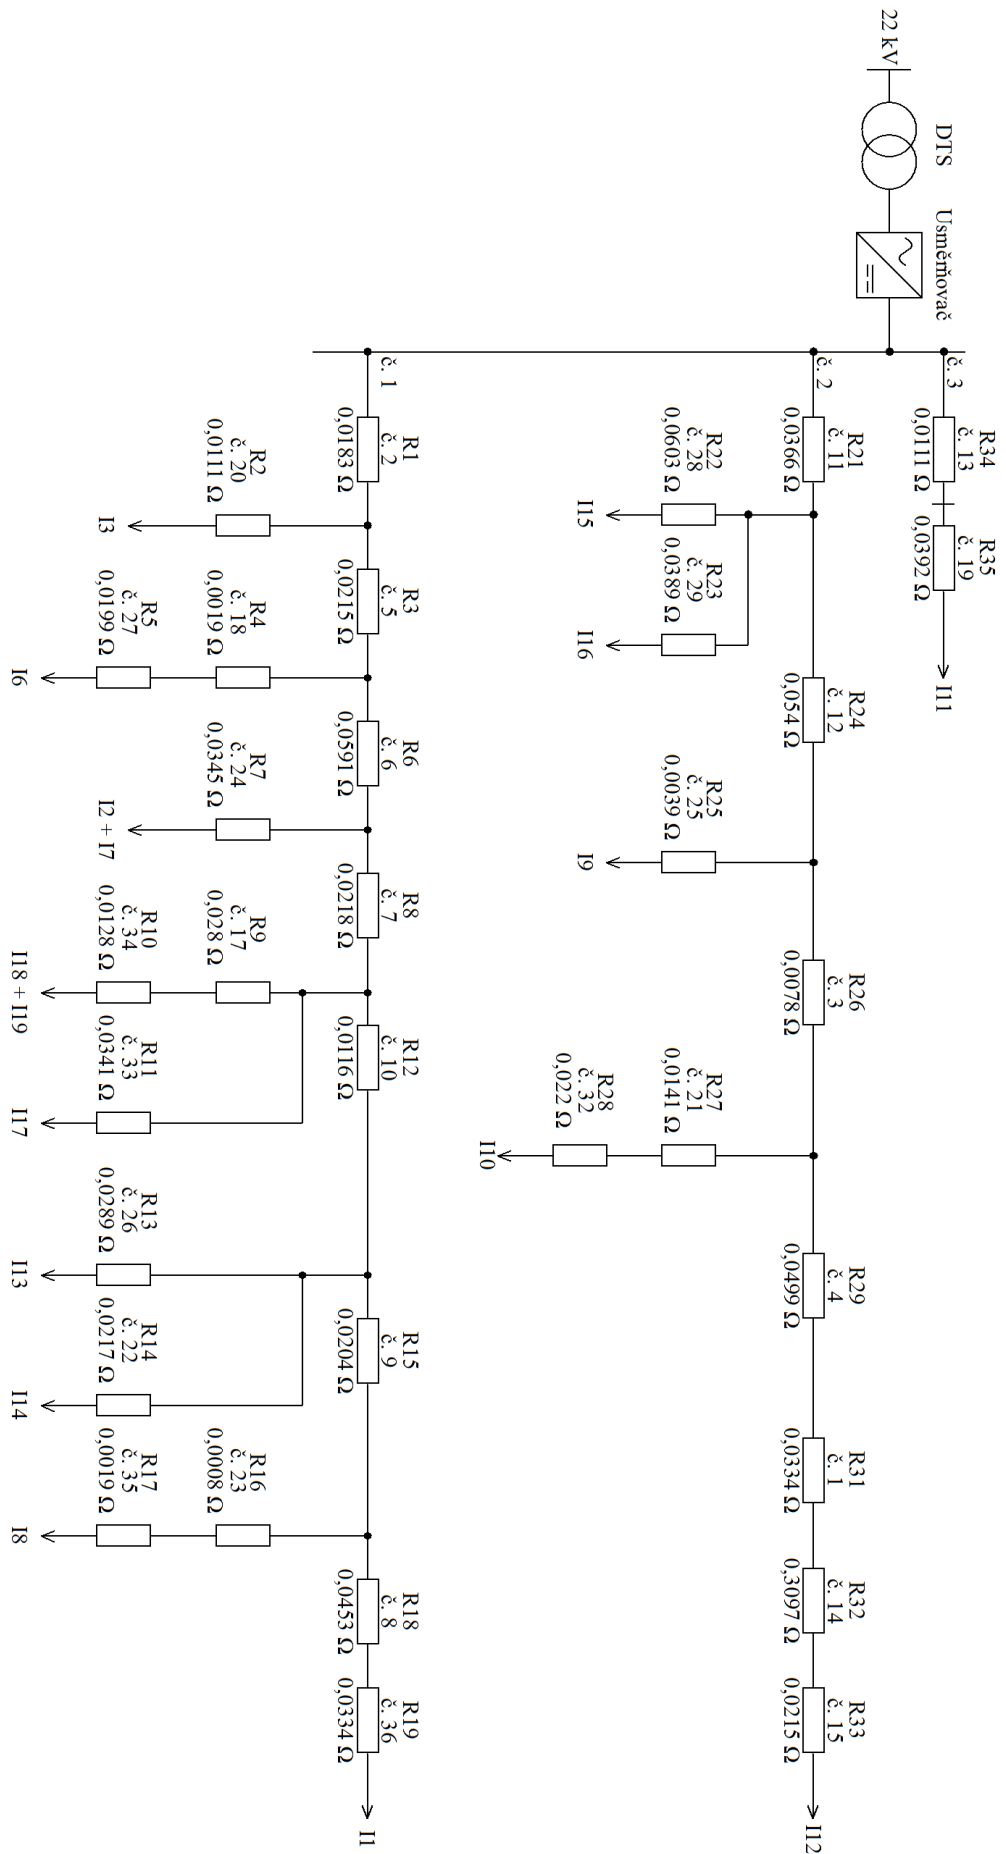 22 kV
DTS
Usměrňovač
č. 3
R34
č. 13
0,0111 Ω
R35
č. 19
0,0392 Ω
I11
č. 2
R21
č. 11
0,0366 Ω
R22
č. 28
0,0603 Ω
I15
R23
č. 29
0,0389 Ω
I16
R24
č. 12
0,054 Ω
R25
č. 25
0,0039 Ω
I9
R26
č. 3
0,0078 Ω
R27
č. 21
0,0141 Ω
R28
č. 32
0,022 Ω
I10
R29
č. 4
0,0499 Ω
R31
č. 1
0,0334 Ω
R32
č. 14
0,3097 Ω
R33
č. 15
0,0215 Ω
I12
č. 1
R1
č. 2
0,0183 Ω
R2
č. 20
0,0111 Ω
I3
R3
č. 5
0,0215 Ω
R4
č. 18
0,0019 Ω
R5
č. 27
0,0199 Ω
I6
R6
č. 6
0,0591 Ω
R7
č. 24
0,0345 Ω
I2 + I7
R8
č. 7
0,0218 Ω
R9
č. 17
0,028 Ω
R10
č. 34
0,0128 Ω
I18 + I19
R11
č. 33
0,0341 Ω
I17
R12
č. 10
0,0116 Ω
R13
č. 26
0,0289 Ω
I13
R14
č. 22
0,0217 Ω
I14
R15
č. 9
0,0204 Ω
R16
č. 23
0,0008 Ω
R17
č. 35
0,0019 Ω
I8
R18
č. 8
0,0453 Ω
R19
č. 36
0,0334 Ω
I1